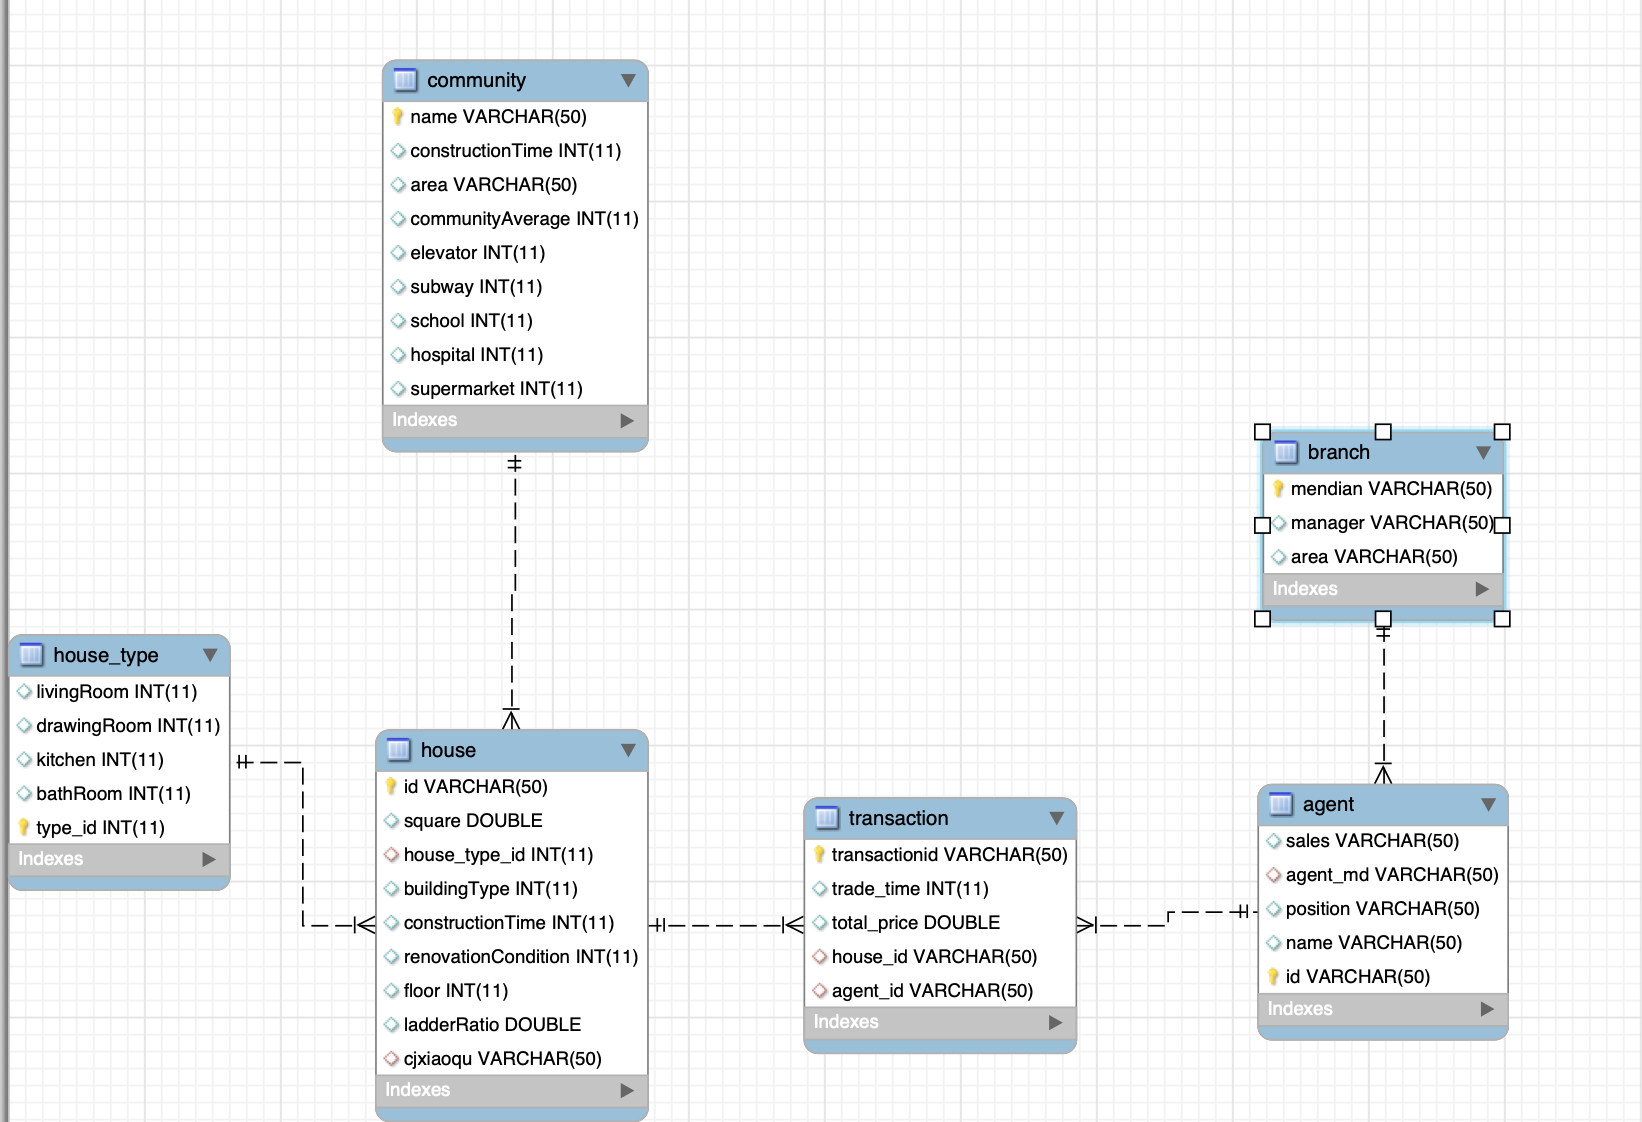 community
name VARCHAR(50)
constructionTime INT(11)
area VARCHAR(50)
communityAverage INT(11)
elevator INT(11)
subway INT(11)
school INT(11)
hospital INT(11)
supermarket INT(11)
Indexes
branch
mendian VARCHAR(50)
manager VARCHAR(50)
area VARCHAR(50)
Indexes
house_type
livingRoom INT(11)
drawingRoom INT(11)
kitchen INT(11)
bathRoom INT(11)
type_id INT(11)
Indexes
house
id VARCHAR(50)
square DOUBLE
house_type_id INT(11)
buildingType INT(11)
constructionTime INT(11)
renovationCondition INT(11)
floor INT(11)
ladderRatio DOUBLE
cjxiaoqu VARCHAR(50)
Indexes
transaction
transactionid VARCHAR(50)
trade_time INT(11)
total_price DOUBLE
house_id VARCHAR(50)
agent_id VARCHAR(50)
Indexes
agent
sales VARCHAR(50)
agent_md VARCHAR(50)
position VARCHAR(50)
name VARCHAR(50)
id VARCHAR(50)
Indexes